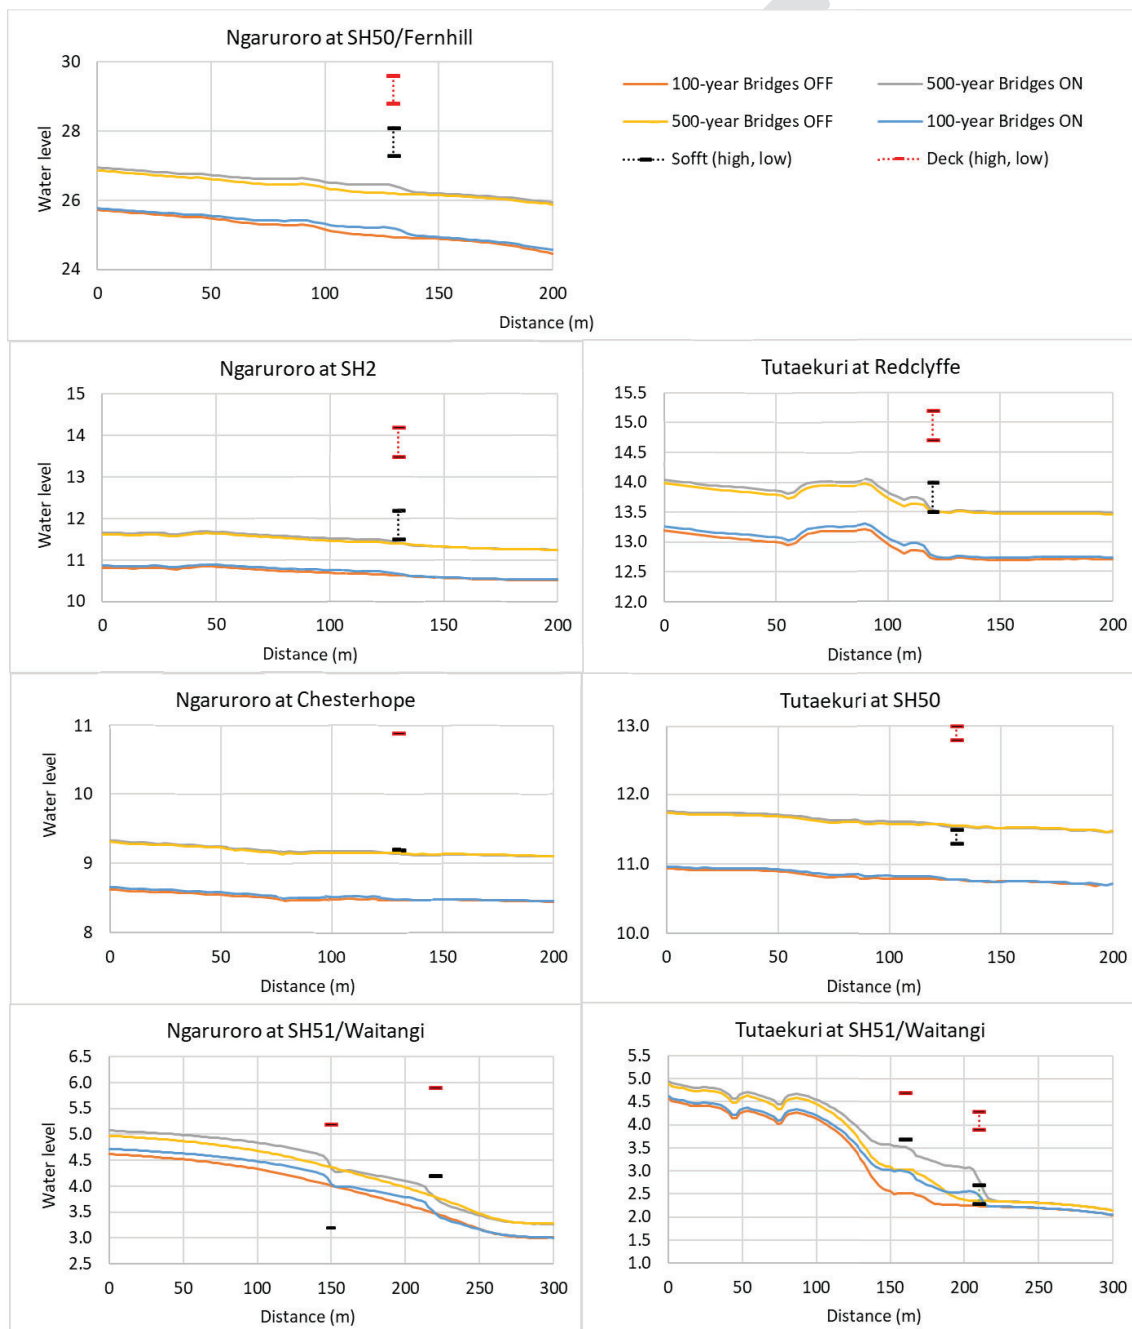 Ngaruroro at SH50/Fernhill
30
28
26
24
Water level
0 50 100 150 200
Distance (m)
100-year Bridges OFF
500-year Bridges ON
500-year Bridges OFF
100-year Bridges ON
Sofft (high, low)
Deck (high, low)
Ngaruroro at SH2
15
14
13
12
11
10
Water level
0 50 100 150 200
Distance (m)
Tutaekuri at Redclyffe
15.5
15.0
14.5
14.0
13.5
13.0
12.5
12.0
0 50 100 150 200
Distance (m)
Ngaruroro at Chesterhope
11
10
9
8
Water level
0 50 100 150 200
Distance (m)
Tutaekuri at SH50
13.0
12.0
11.0
10.0
0 50 100 150 200
Distance (m)
Ngaruroro at SH51/Waitangi
6.5
6.0
5.5
5.0
4.5
4.0
3.5
3.0
2.5
Water level
0 50 100 150 200 250 300
Distance (m)
Tutaekuri at SH51/Waitangi
5.5
5.0
4.5
4.0
3.5
3.0
2.5
2.0
1.5
1.0
0 50 100 150 200 250 300
Distance (m)